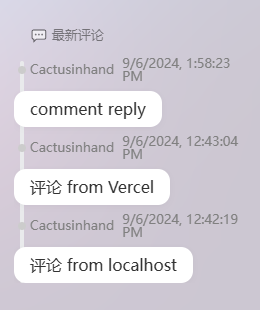 最新评论
Cactusinhand 9/6/2024, 1:58:23
PM
comment reply
Cactusinhand 9/6/2024, 12:43:04
PM
评论 from Vercel
Cactusinhand 9/6/2024, 12:42:19
PM
评论 from localhost